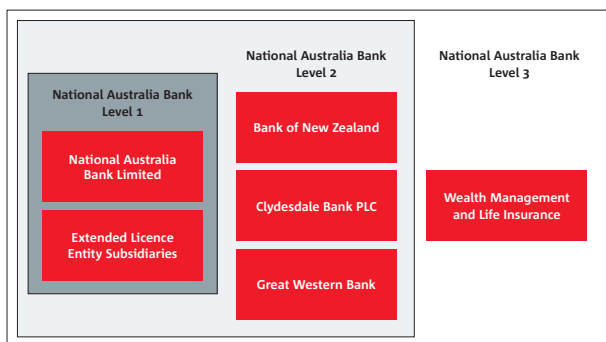 National Australia Bank
Level 1
National Australia
Bank Limited
Extended Licence
Entity Subsidiaries
National Australia Bank
Level 2
Bank of New Zealand
Clydesdale Bank PLC
Great Western Bank
National Australia Bank
Level 3
Wealth Management
and Life Insurance